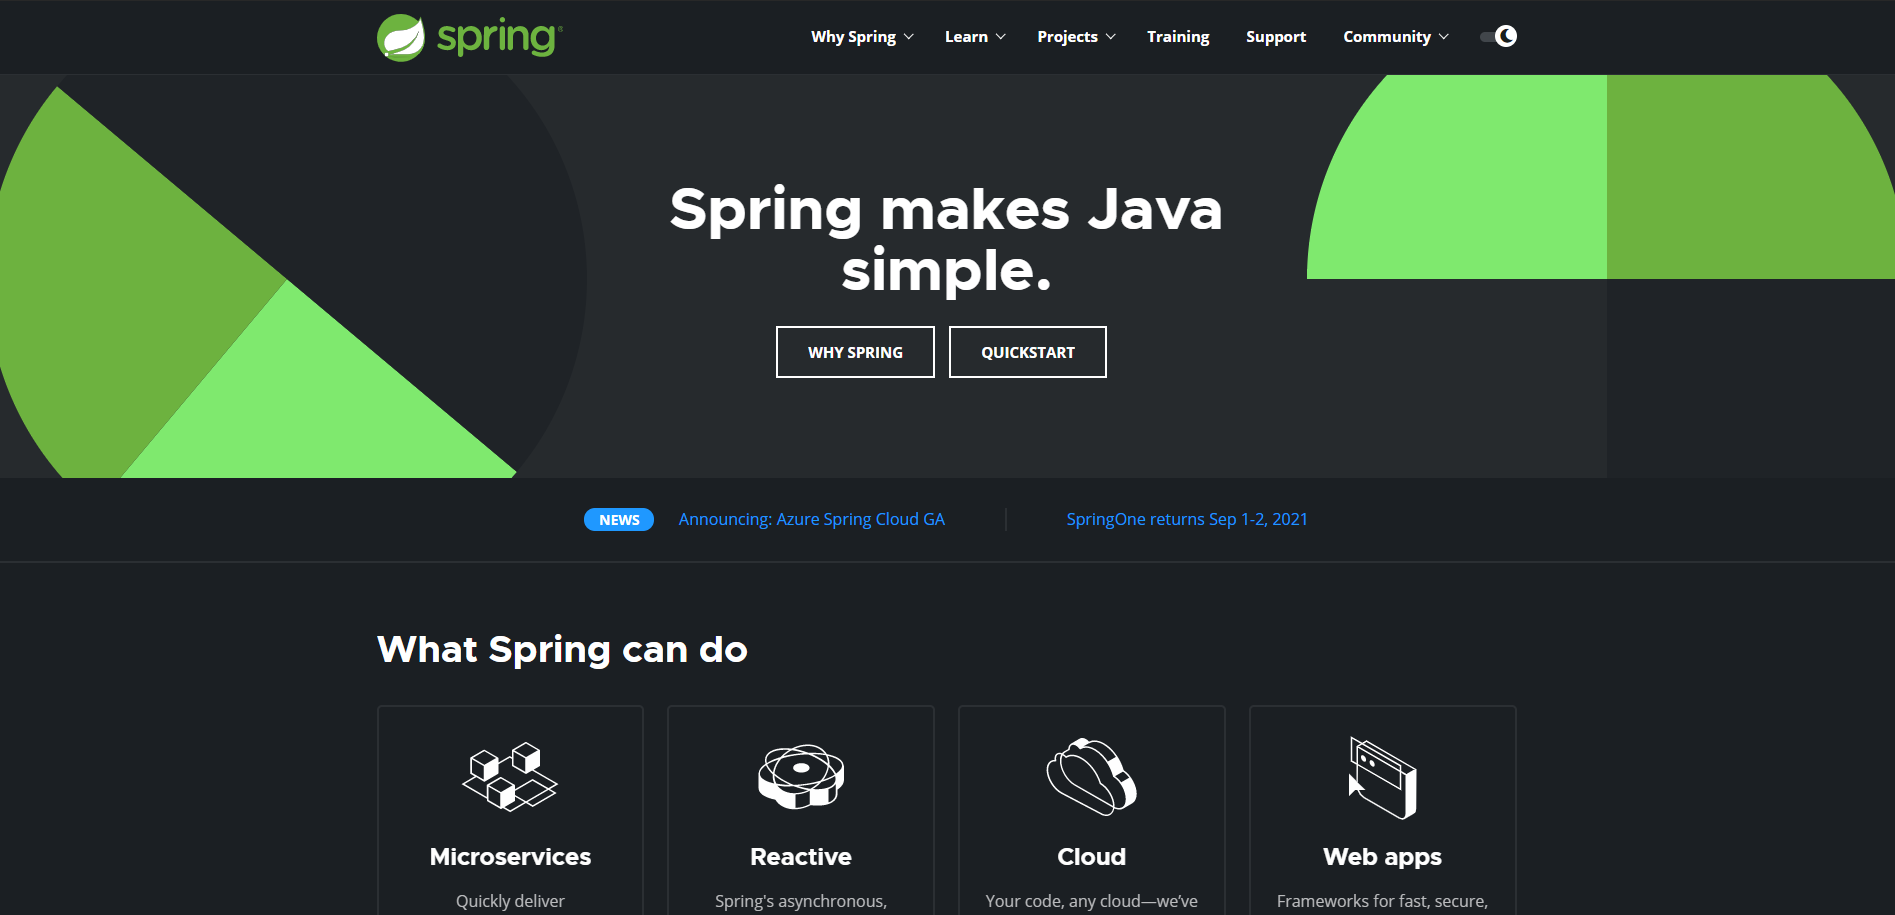 spring
Why Spring
Learn
Projects
Training
Support
Community
Spring makes Java
simple.
WHY SPRING
QUICKSTART
NEWS
Announcing: Azure Spring Cloud GA
SpringOne returns Sep 1-2, 2021
What Spring can do
Microservices
Quickly deliver
Reactive
Spring's asynchronous,
Cloud
Your code, any cloud—we’ve
Web apps
Frameworks for fast, secure,